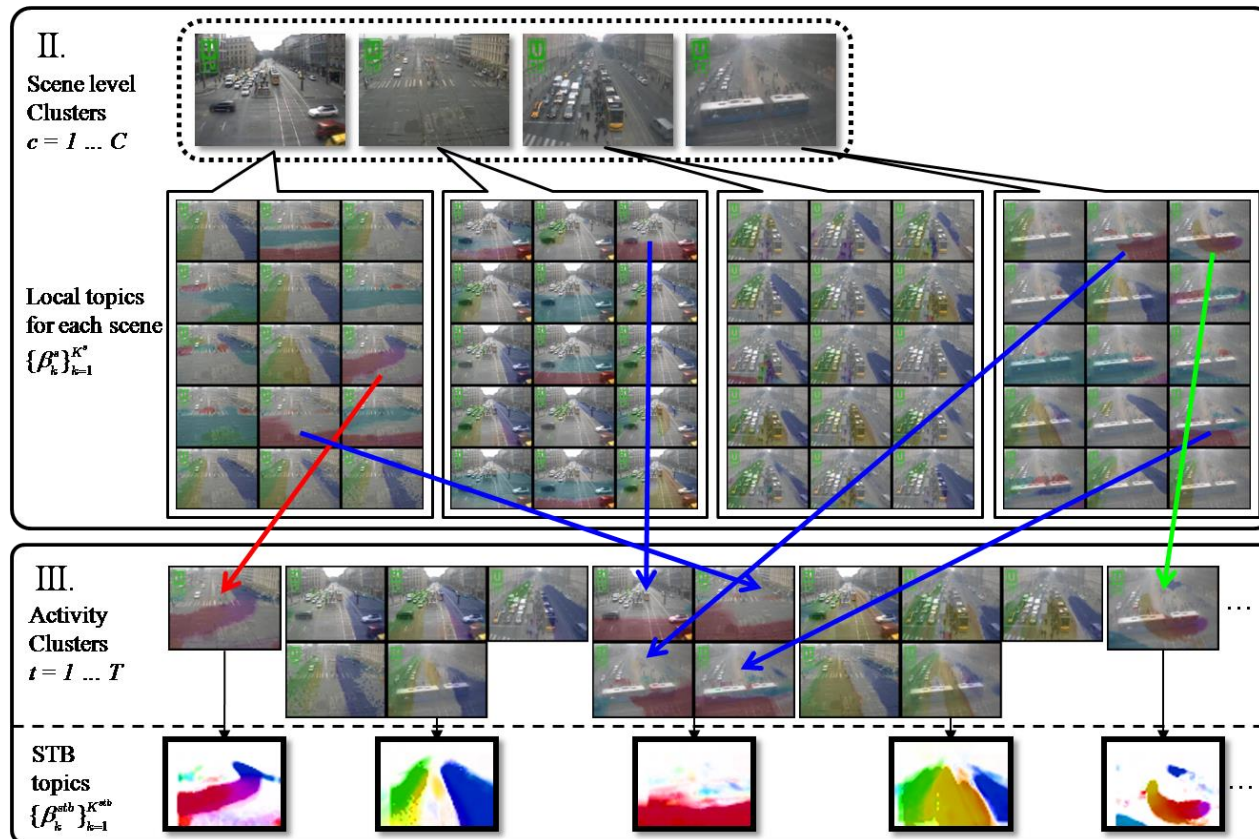 II.
Scene level
Clusters
c = 1 ... C
Local topics
for each scene
{β_k^s}_{k=1}^{K^s}
III.
Activity
Clusters
t = 1 ... T
...
STB
topics
{β_k^{stb}}_{k=1}^{K^{stb}}
...